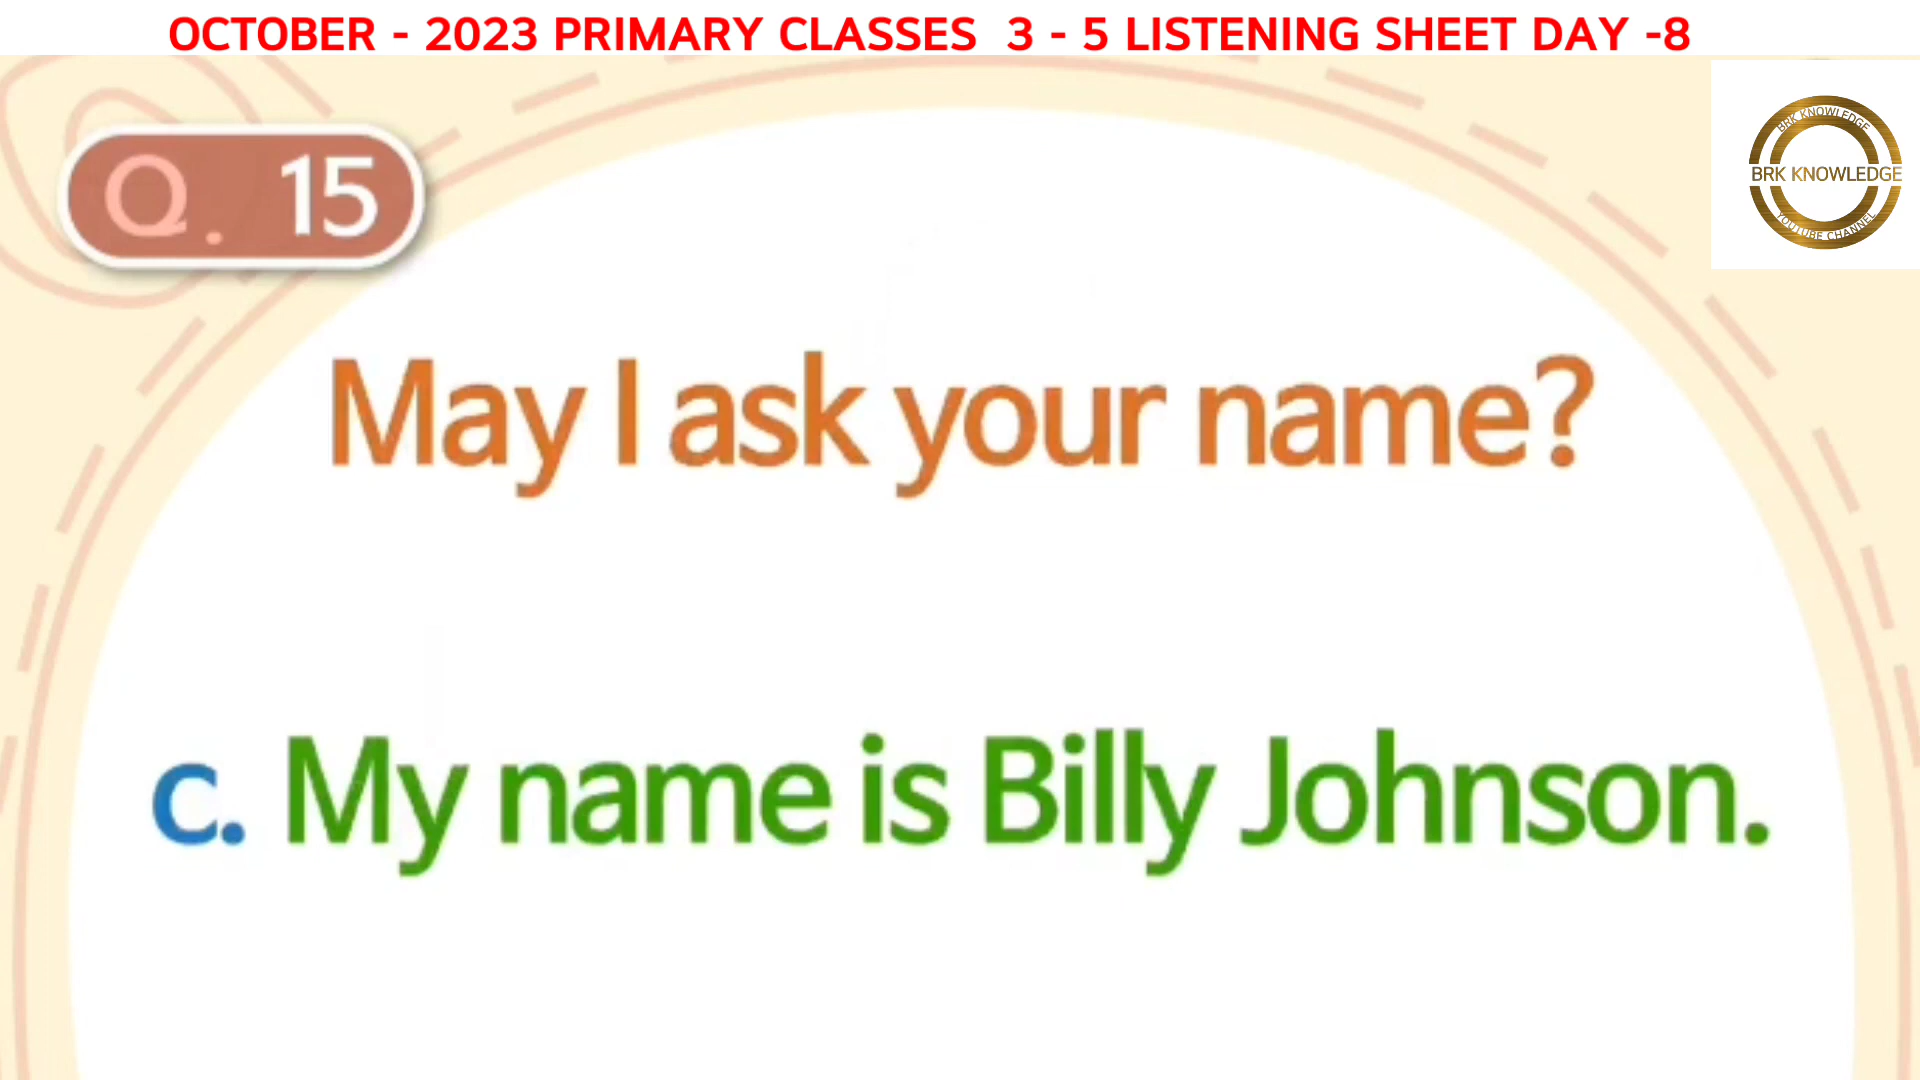 OCTOBER - 2023 PRIMARY CLASSES 3 - 5 LISTENING SHEET DAY -8
BRK KNOWLEDGE
BRK KNOWLEDGE
YOUTUBE CHANNEL
Q. 15
May I ask your name?
c. My name is Billy Johnson.